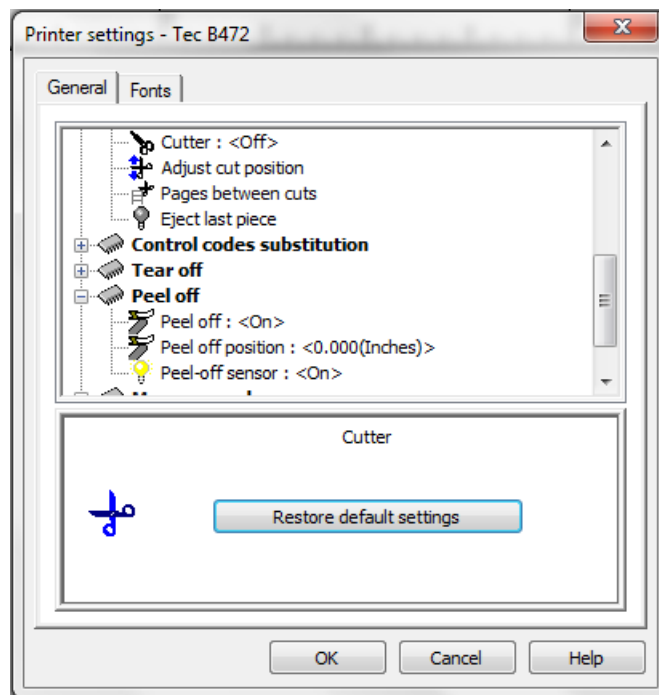 Printer settings - Tec B472
General
Fonts
Cutter : <Off>
Adjust cut position
Pages between cuts
Eject last piece
Control codes substitution
Tear off
Peel off
Peel off : <On>
Peel off position : <0.000(Inches)>
Peel-off sensor : <On>
Cutter
Restore default settings
OK
Cancel
Help